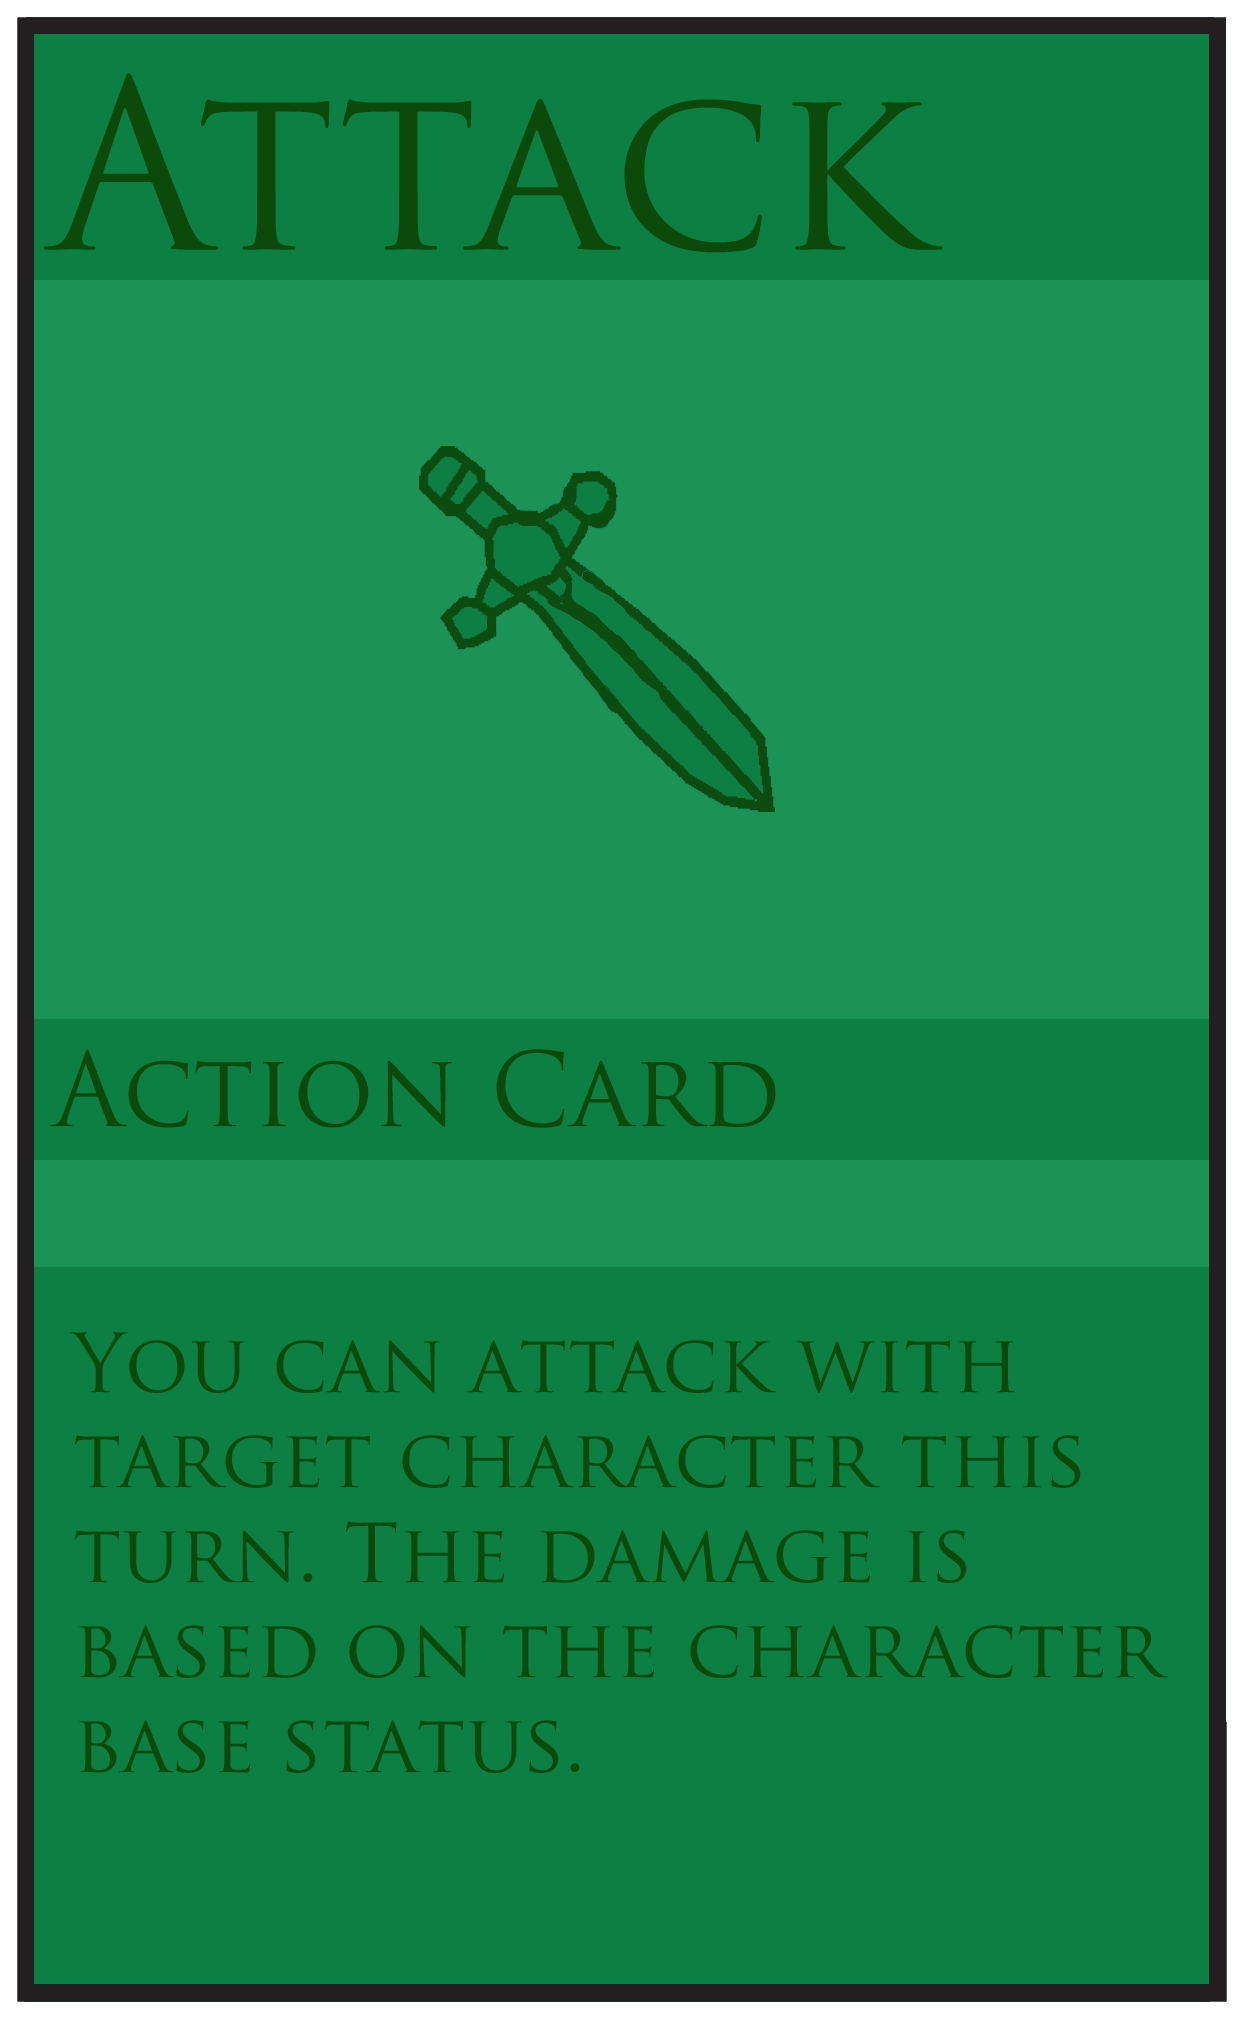 Attack
Action Card
You can attack with
target character this
turn. The damage is
based on the character
base status.